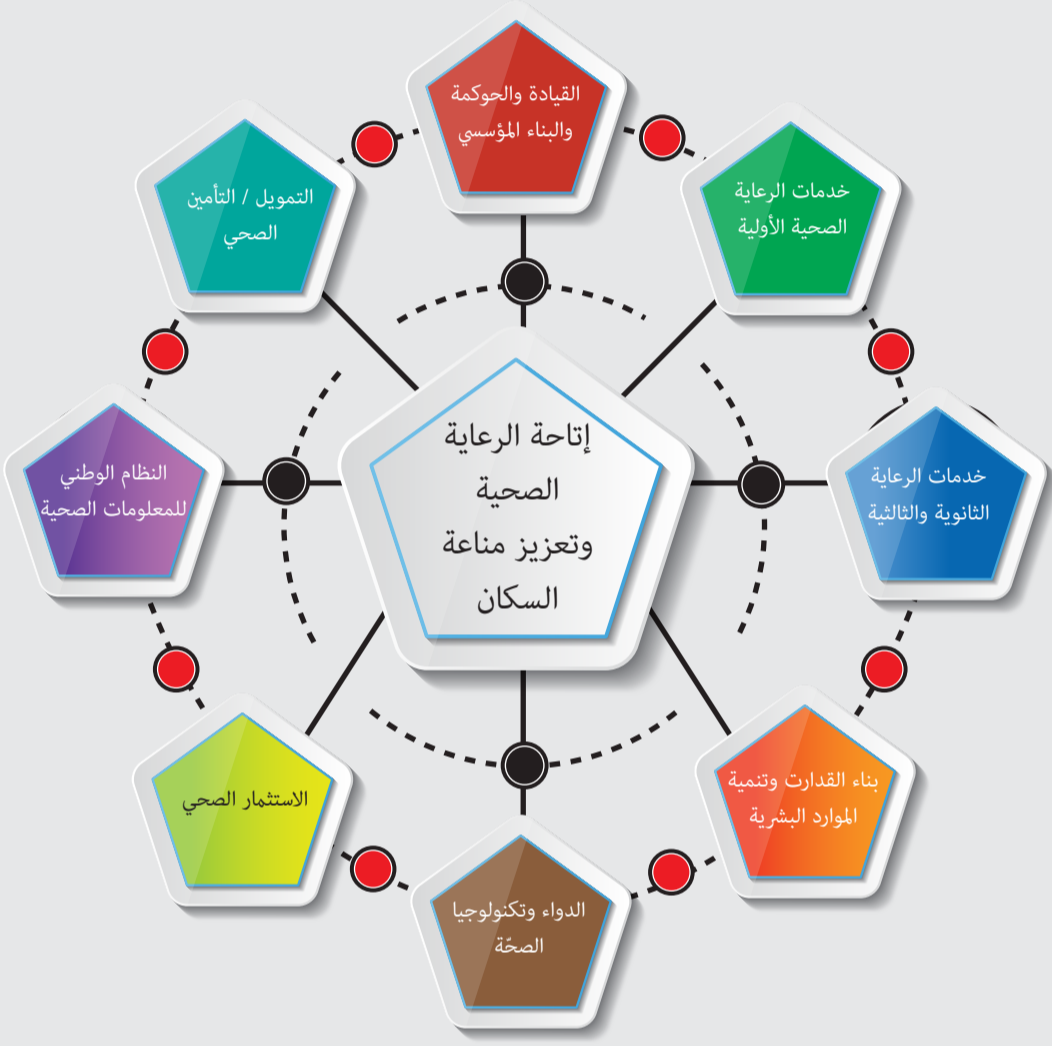 القيادة والحوكمة
والبناء المؤسسي
خدمات الرعاية
الصحية الأولية
خدمات الرعاية
الثانوية والثالثية
بناء القدارت وتنمية
الموارد البشرية
الدواء وتكنولوجيا
الصحّة
الاستثمار الصحي
النظام الوطني
للمعلومات الصحية
التمويل / التأمين
الصحي
إتاحة الرعاية
الصحية
وتعزيز مناعة
السكان